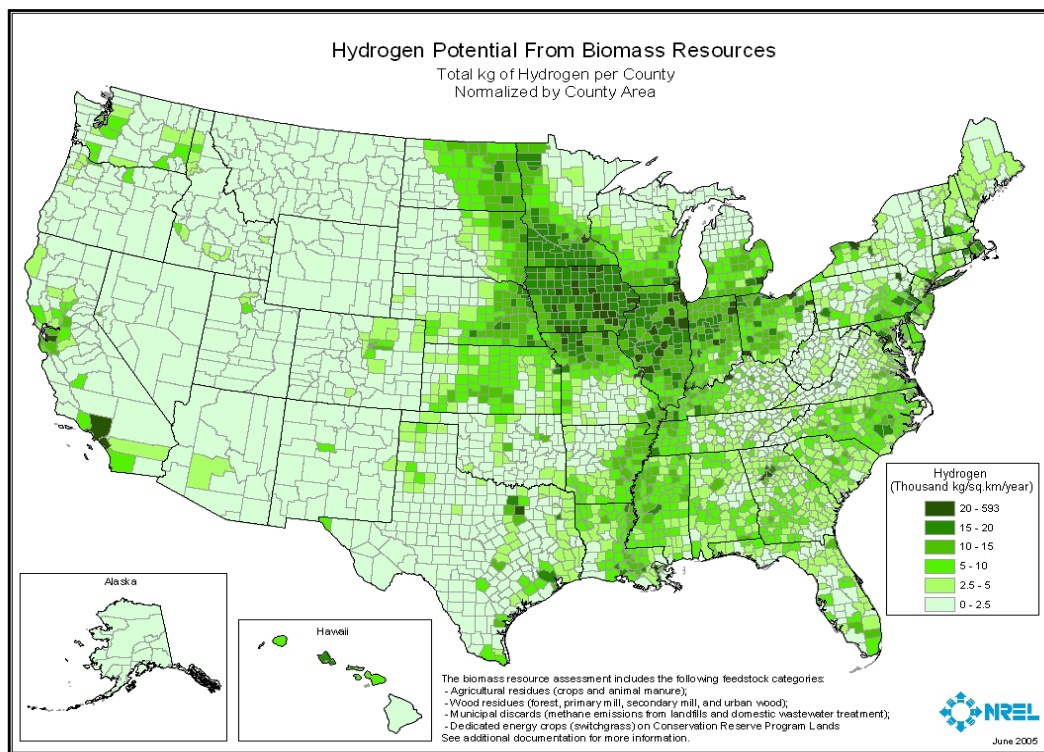 Hydrogen Potential From Biomass Resources
Total kg of Hydrogen per County
Normalized by County Area
Hydrogen
(Thousand kg/sq.km/year)
20 - 593
15 - 20
10 - 15
5 - 10
2.5 - 5
0 - 2.5
Alaska
Hawaii
The biomass resource assessment includes the following feedstock categories:
- Agricultural residues (crops and animal manure);
- Wood residues (forest, primary mill, secondary mill, and urban wood);
- Municipal discards (methane emissions from landfills and domestic wastewater treatment);
- Dedicated energy crops (switchgrass) on Conservation Reserve Program Lands
See additional documentation for more information.
NREL
June 2005